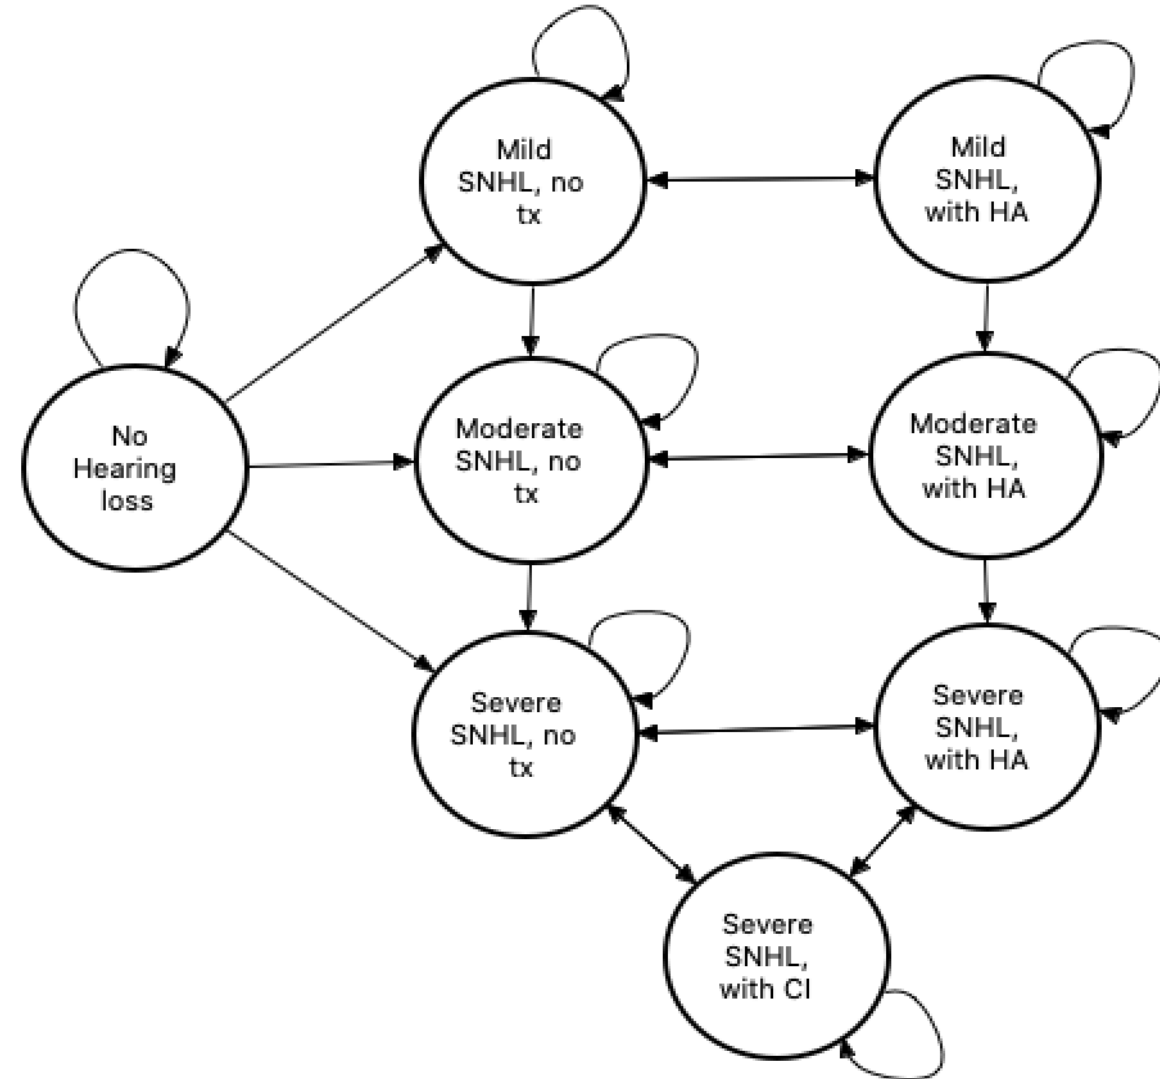 Mild
SNHL, no
tx
Mild
SNHL,
with HA
No
Hearing
loss
Moderate
SNHL, no
tx
Moderate
SNHL,
with HA
Severe
SNHL, no
tx
Severe
SNHL,
with HA
Severe
SNHL,
with CI